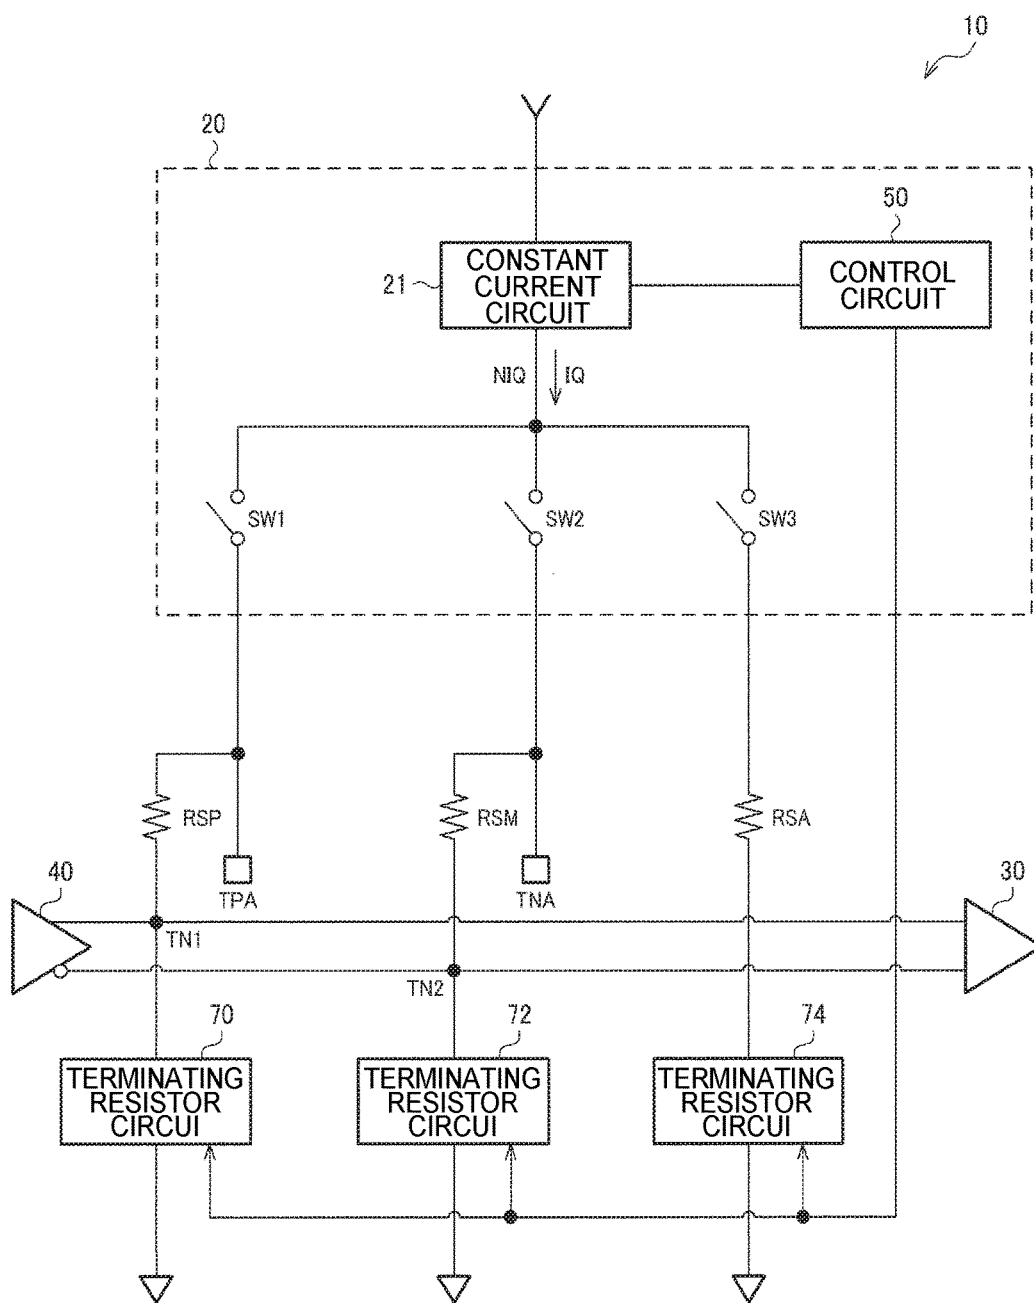 10
20
50
CONSTANT
CURRENT
CIRCUIT
21
CONTROL
CIRCUIT
NIQ
IQ
SW1
SW2
SW3
RSP
RSM
RSA
TPA
TNA
40
30
TN1
TN2
70
72
74
TERMINATING
RESISTOR
CIRCUI
TERMINATING
RESISTOR
CIRCUI
TERMINATING
RESISTOR
CIRCUI